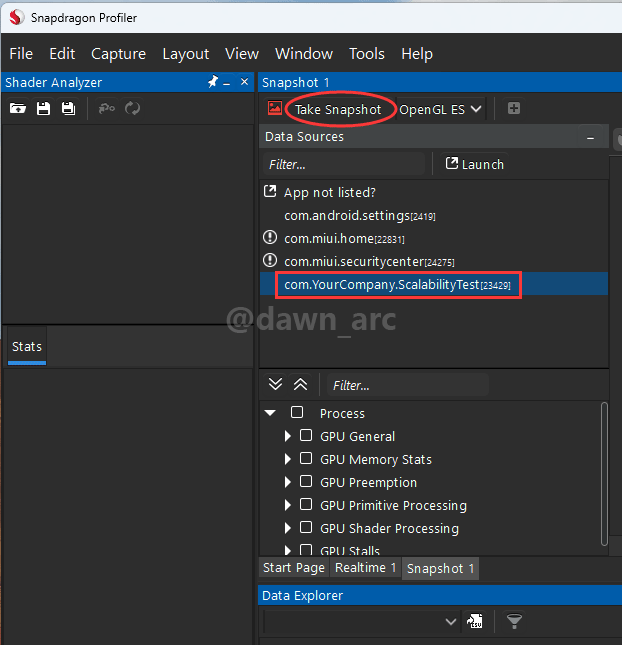 Snapdragon Profiler
File Edit Capture Layout View Window Tools Help
Shader Analyzer
Snapshot 1
Take Snapshot OpenGL ES
Data Sources
Filter...
Launch
App not listed?
com.android.settings[2419]
com.miui.home[22831]
com.miui.securitycenter[24275]
com.YourCompany.ScalabilityTest[23429]
@dawn_arc
Stats
Filter...
Process
GPU General
GPU Memory Stats
GPU Preemption
GPU Primitive Processing
GPU Shader Processing
GPU Stalls
Start Page Realtime 1 Snapshot 1
Data Explorer